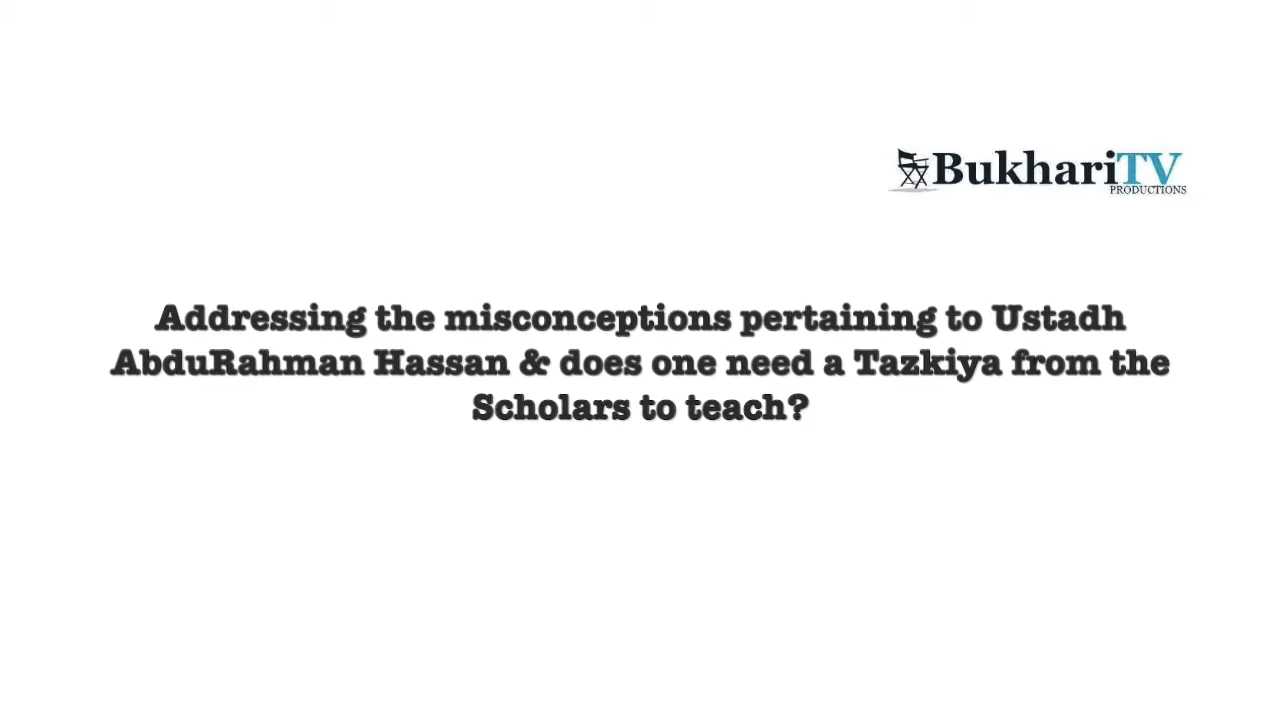 BukhariTV
PRODUCTIONS
Addressing the misconceptions pertaining to Ustadh
AbduRahman Hassan & does one need a Tazkiya from the
Scholars to teach?